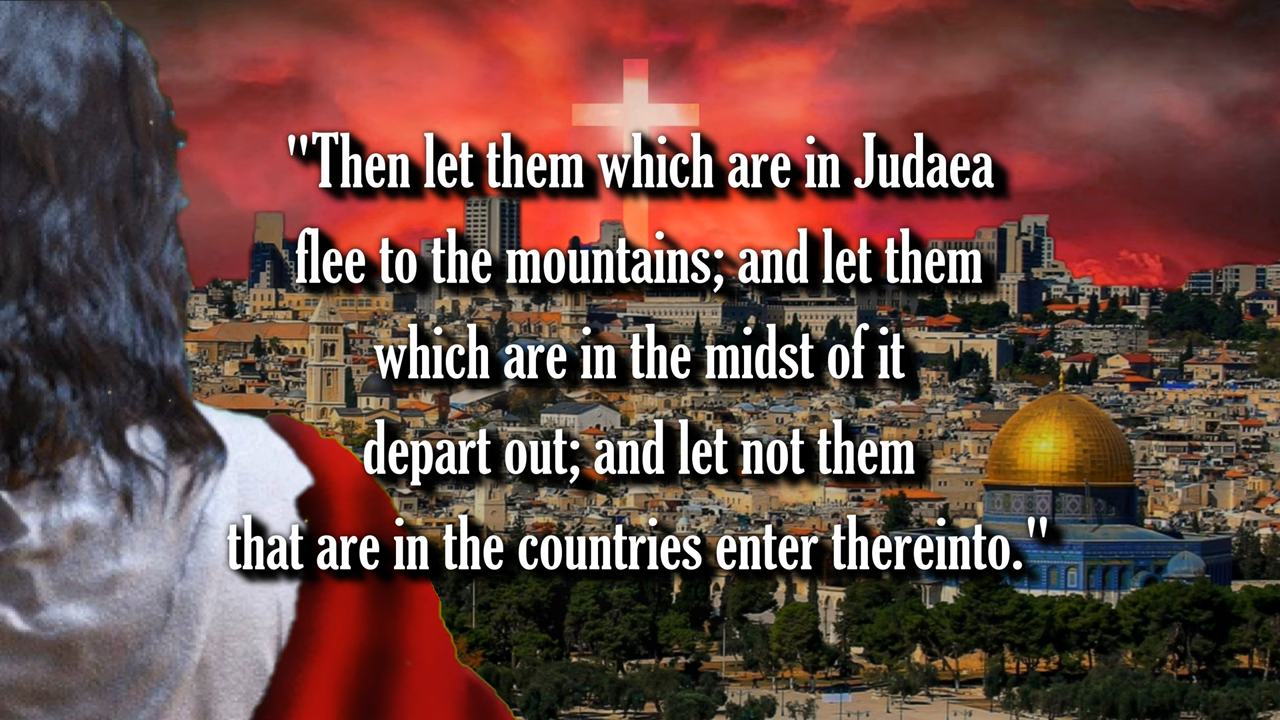 "Then let them which are in Judaea
flee to the mountains; and let them
which are in the midst of it
depart out; and let not them
that are in the countries enter thereinto."